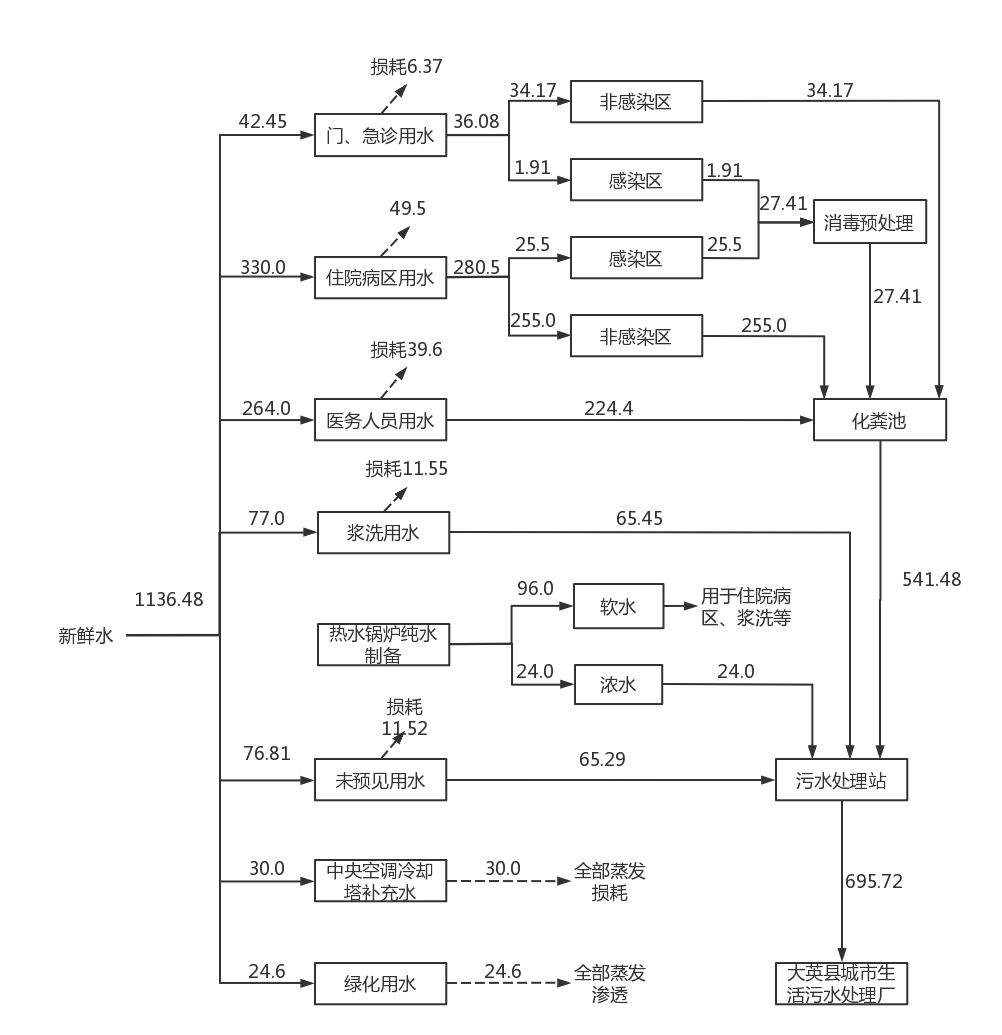 损耗6.37
42.45
门、急诊用水
36.08
34.17
非感染区
34.17
1.91
感染区
1.91
49.5
330.0
住院病区用水
280.5
25.5
感染区
25.5
27.41
消毒预处理
27.41
255.0
非感染区
255.0
损耗39.6
264.0
医务人员用水
224.4
化粪池
损耗11.55
77.0
浆洗用水
65.45
541.48
新鲜水
1136.48
热水锅炉纯水
制备
96.0
软水
用于住院病
区、浆洗等
24.0
浓水
24.0
损耗
11.52
76.81
未预见用水
65.29
污水处理站
30.0
中央空调冷却
塔补充水
30.0
全部蒸发
损耗
695.72
24.6
绿化用水
24.6
全部蒸发
渗透
大英县城市生
活污水处理厂